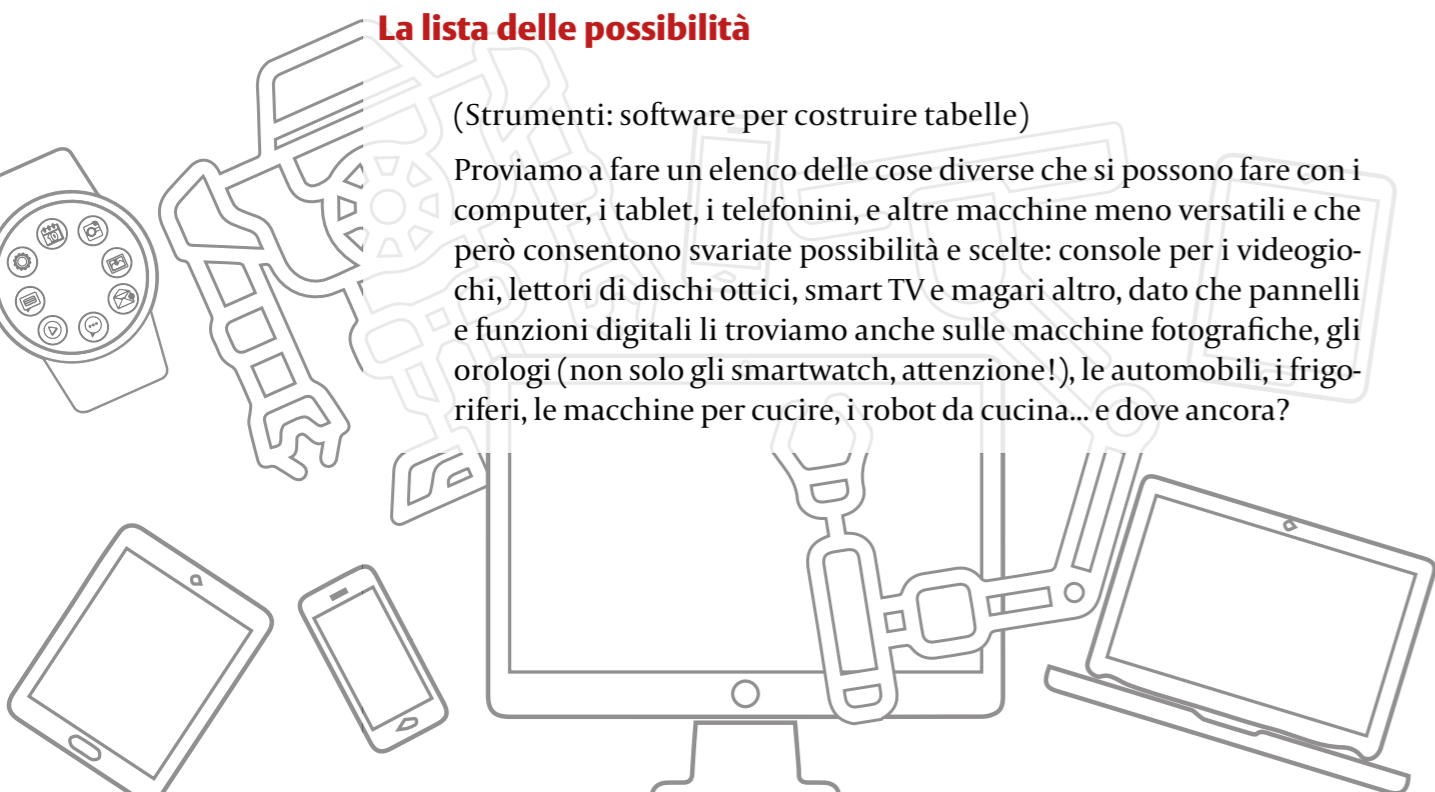 La lista delle possibilità
(Strumenti: software per costruire tabelle)
Proviamo a fare un elenco delle cose diverse che si possono fare con i
computer, i tablet, i telefonini, e altre macchine meno versatili e che
però consentono svariate possibilità e scelte: console per i videogio-
chi, lettori di dischi ottici, smart TV e magari altro, dato che pannelli
e funzioni digitali li troviamo anche sulle macchine fotografiche, gli
orologi (non solo gli smartwatch, attenzione!), le automobili, i frigo-
riferi, le macchine per cucire, i robot da cucina... e dove ancora?